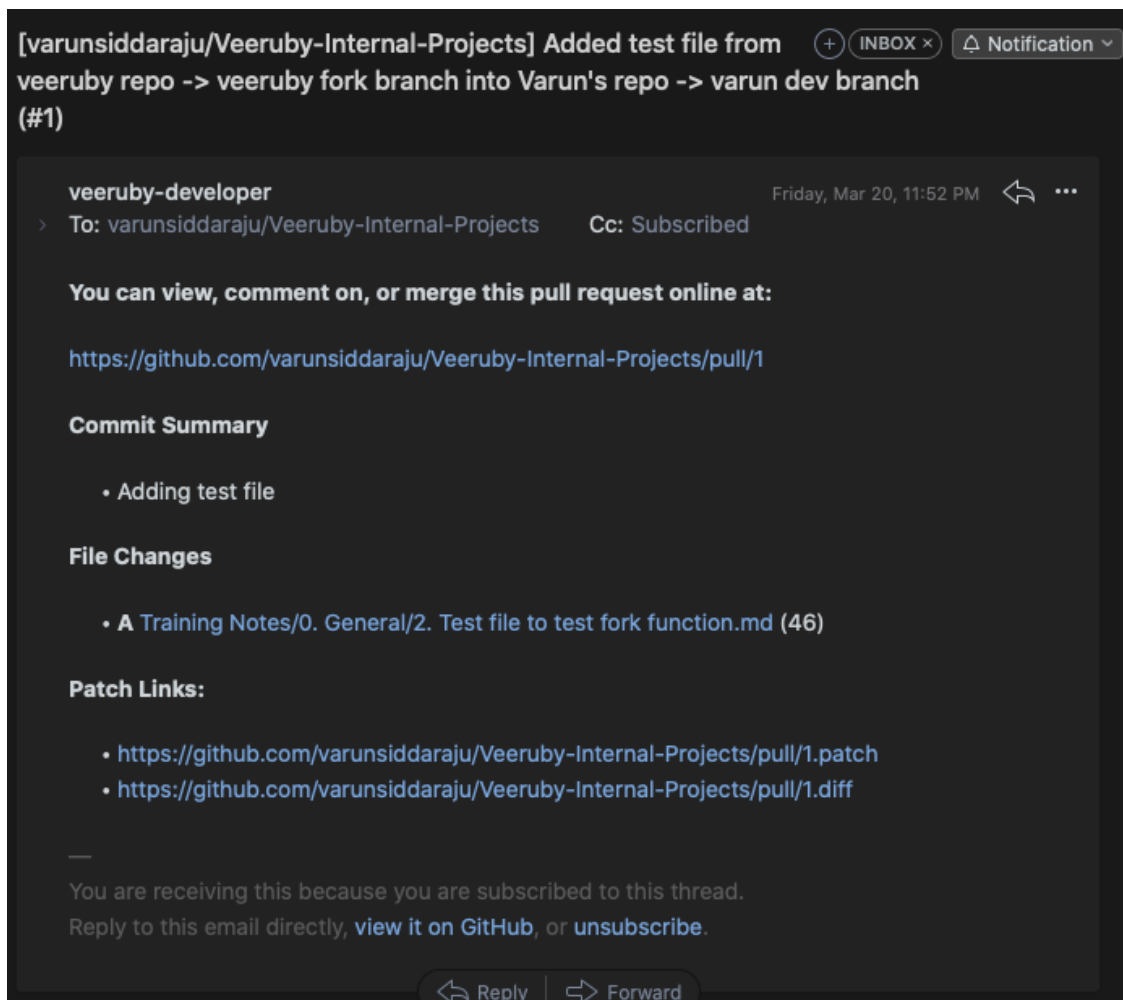 [varunsiddaraju/Veeruby-Internal-Projects] Added test file from
veeruby repo -> veeruby fork branch into Varun's repo -> varun dev branch
(#1)
INBOX ×
Notification
veeruby-developer
Friday, Mar 20, 11:52 PM
To: varunsiddaraju/Veeruby-Internal-Projects Cc: Subscribed
You can view, comment on, or merge this pull request online at:
https://github.com/varunsiddaraju/Veeruby-Internal-Projects/pull/1
Commit Summary
• Adding test file
File Changes
• A Training Notes/0. General/2. Test file to test fork function.md (46)
Patch Links:
• https://github.com/varunsiddaraju/Veeruby-Internal-Projects/pull/1.patch
• https://github.com/varunsiddaraju/Veeruby-Internal-Projects/pull/1.diff
—
You are receiving this because you are subscribed to this thread.
Reply to this email directly, view it on GitHub, or unsubscribe.
Reply Forward